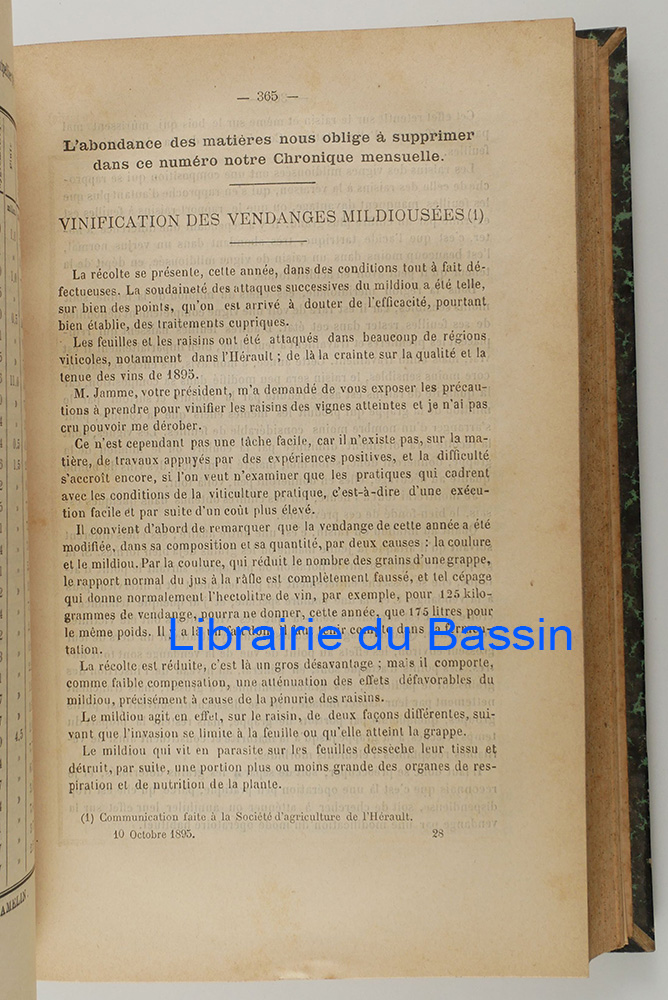 — 365 —
L'abondance des matières nous oblige à supprimer
dans ce numéro notre Chronique mensuelle.
VINIFICATION DES VENDANGES MILDIOUSÉES (1)
La récolte se présente, cette année, dans des conditions tout à fait dé-
fectueuses. La soudaineté des attaques successives du mildiou a été telle,
sur bien des points, qu'on est arrivé à douter de l'efficacité, pourtant
bien établie, des traitements cupriques.
Les feuilles et les raisins ont été attaqués dans beaucoup de régions
viticoles, notamment dans l'Hérault ; de là la crainte sur la qualité et la
tenue des vins de 1895.
M. Jamme, votre président, m'a demandé de vous exposer les précau-
tions à prendre pour vinifier les raisins des vignes atteintes et je n'ai pas
cru pouvoir me dérober.
Ce n'est cependant pas une tâche facile, car il n'existe pas, sur la ma-
tière, de travaux appuyés par des expériences positives, et la difficulté
s'accroît encore, si l'on veut n'examiner que les pratiques qui cadrent
avec les conditions de la viticulture pratique, c'est-à-dire d'une exécu-
tion facile et par suite d'un coût plus élevé.
Il convient d'abord de remarquer que la vendange de cette année a été
modifiée, dans sa composition et sa quantité, par deux causes : la coulure
et le mildiou. Par la coulure, qui réduit le nombre des grains d'une grappe,
le rapport normal du jus à la râfle est complètement faussé, et tel cépage
qui donne normalement l'hectolitre de vin, par exemple, pour 125 kilo-
grammes de vendange, pourra ne donner, cette année, que 175 litres pour
le même poids. Il y a là un fait dont il faut tenir compte dans la fermen-
tation.
Librairie du Bassin
La récolte est réduite, c'est là un gros désavantage ; mais il comporte,
comme faible compensation, une atténuation des effets défavorables du
mildiou, précisément à cause de la pénurie des raisins.
Le mildiou agit en effet, sur le raisin, de deux façons différentes, sui-
vant que l'invasion se limite à la feuille ou qu'elle atteint la grappe.
Le mildiou qui vit en parasite sur les feuilles dessèche leur tissu et
détruit, par suite, une portion plus ou moins grande des organes de res-
piration et de nutrition de la plante.
(1) Communication faite à la Société d'agriculture de l'Hérault.
10 Octobre 1895. 28